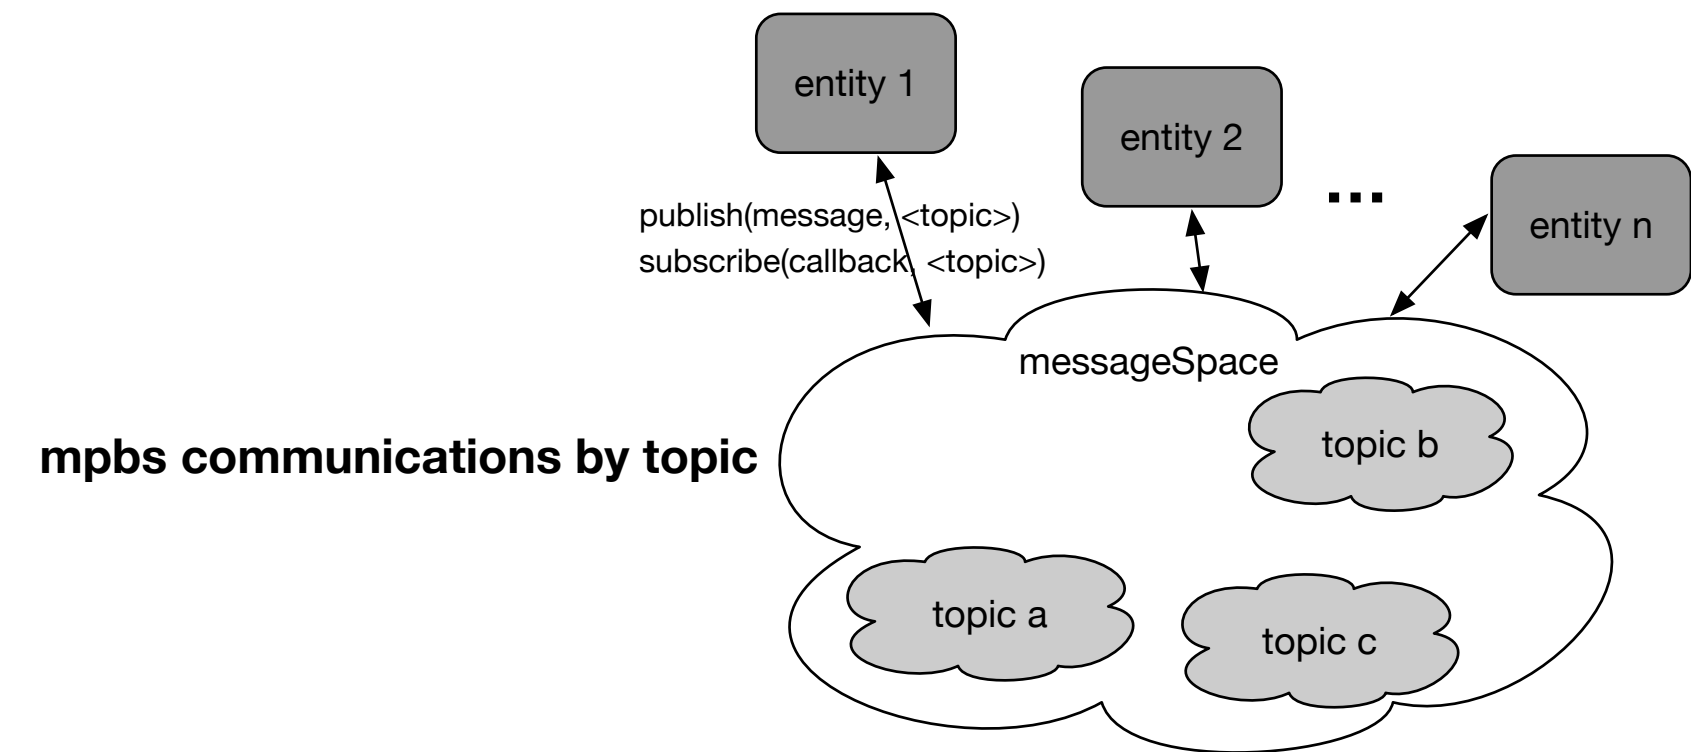 entity 1
entity 2
...
entity n
publish(message, <topic>)
subscribe(callback, <topic>)
messageSpace
topic b
mpbs communications by topic
topic a
topic c